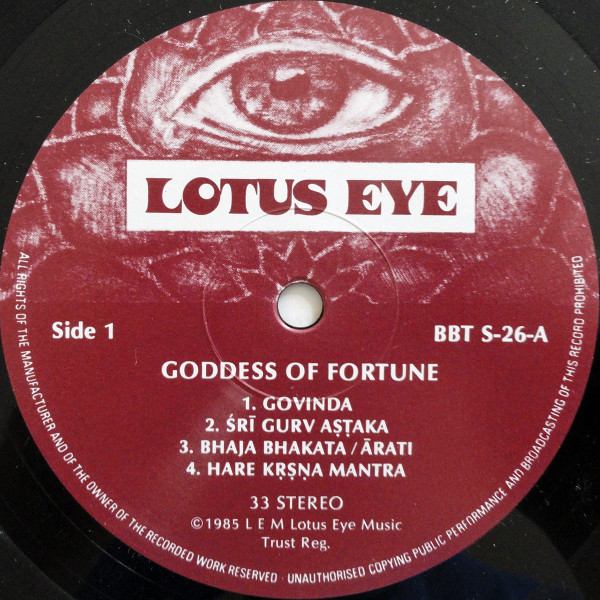 LOTUS EYE
Side 1
BBT S-26-A
GODDESS OF FORTUNE
1. GOVINDA
2. ŚRĪ GURV AṢṬAKA
3. BHAJA BHAKATA / ĀRATI
4. HARE KṚṢṆA MANTRA
33 STEREO
©1985 L E M Lotus Eye Music
Trust Reg.
ALL RIGHTS OF THE MANUFACTURER AND OF THE OWNER OF THE RECORDED WORK RESERVED · UNAUTHORISED COPYING PUBLIC PERFORMANCE AND BROADCASTING OF THIS RECORD PROHIBITED